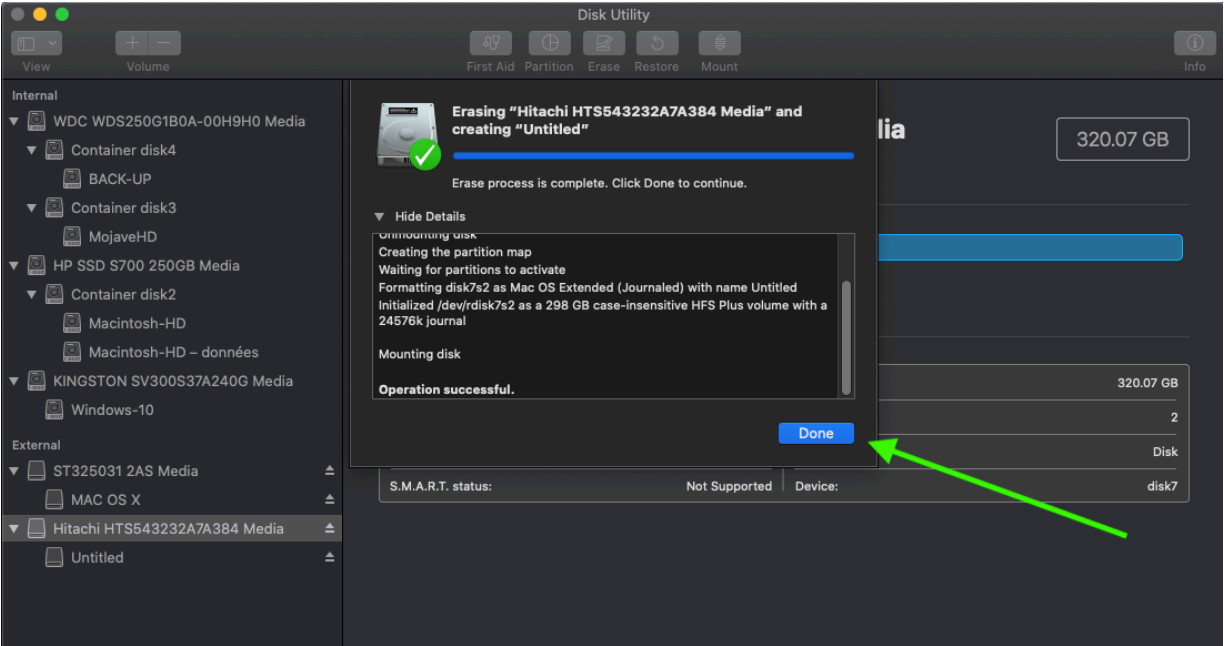 Disk Utility
View
Volume
First Aid
Partition
Erase
Restore
Mount
Info
Internal
WDC WDS250G1B0A-00H9H0 Media
Container disk4
BACK-UP
Container disk3
MojaveHD
HP SSD S700 250GB Media
Container disk2
Macintosh-HD
Macintosh-HD – données
KINGSTON SV300S37A240G Media
Windows-10
External
ST325031 2AS Media
MAC OS X
Hitachi HTS543232A7A384 Media
Untitled
Erasing “Hitachi HTS543232A7A384 Media” and
creating “Untitled”
Erase process is complete. Click Done to continue.
Hide Details
Unmounting disk
Creating the partition map
Waiting for partitions to activate
Formatting disk7s2 as Mac OS Extended (Journaled) with name Untitled
Initialized /dev/rdisk7s2 as a 298 GB case-insensitive HFS Plus volume with a
24576k journal
Mounting disk
Operation successful.
Done
lia
320.07 GB
320.07 GB
2
Disk
S.M.A.R.T. status:
Not Supported
Device:
disk7